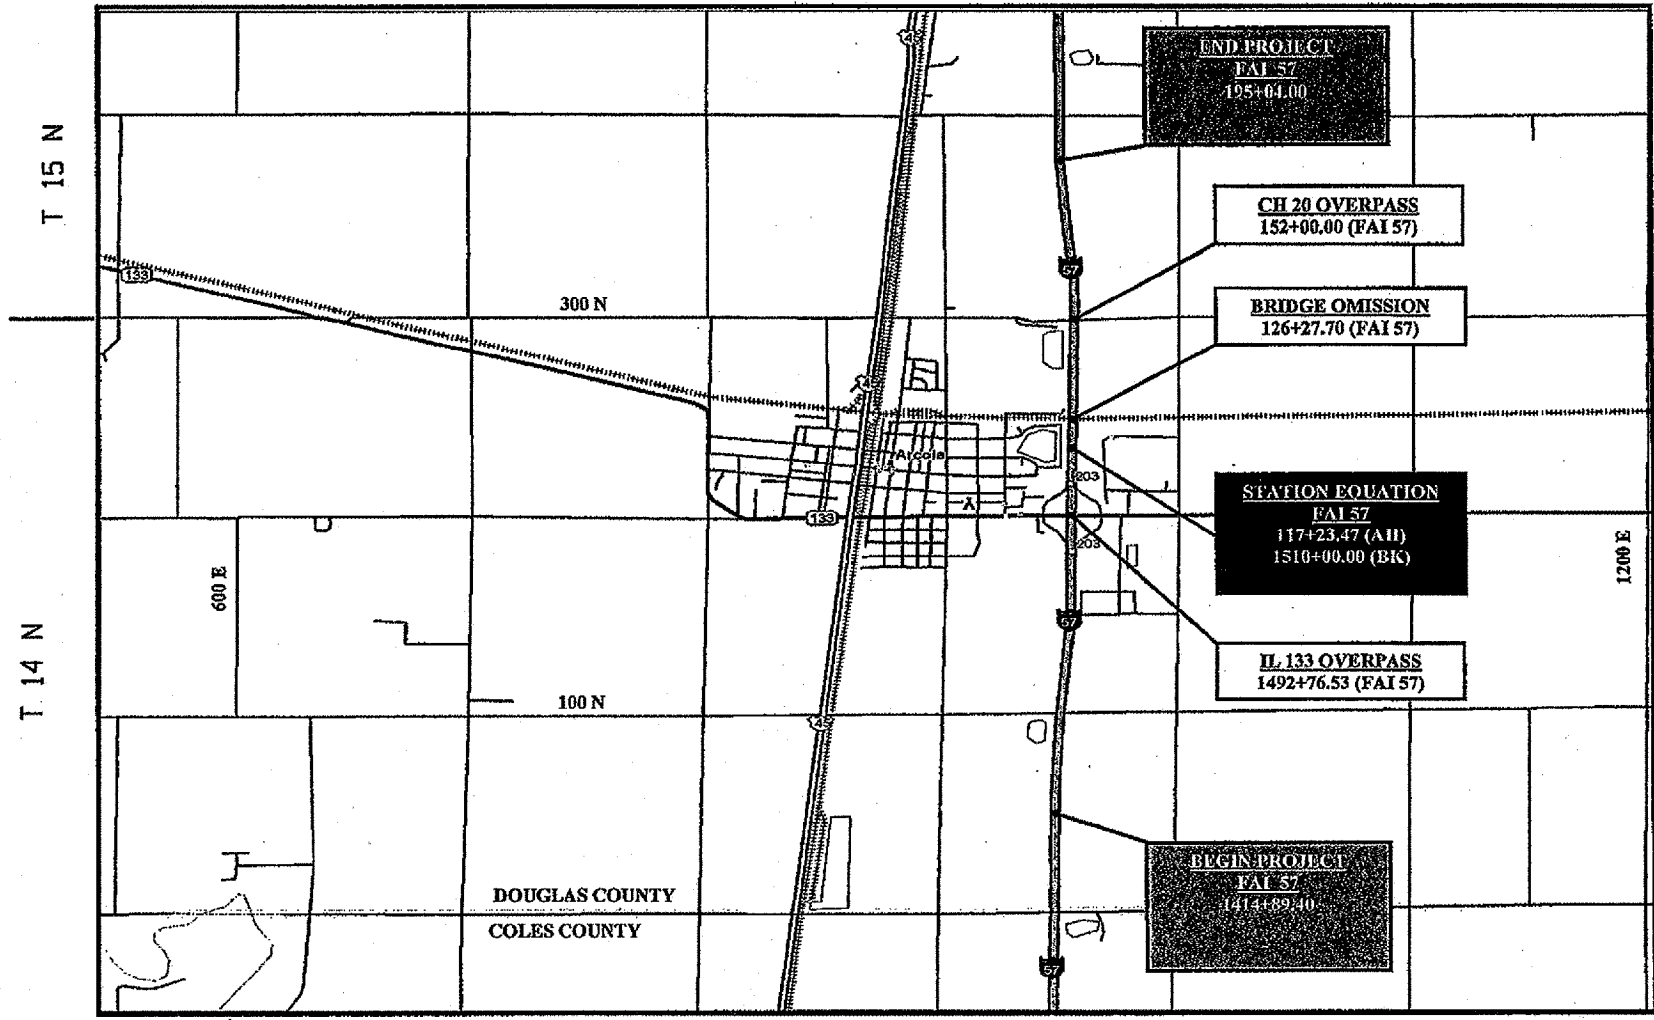 45
END PROJECT
FAI 57
195+04.00
T 15 N
CH 20 OVERPASS
152+00.00 (FAI 57)
133
57
300 N
BRIDGE OMISSION
126+27.70 (FAI 57)
45
Arcola
203
STATION EQUATION
FAI 57
117+23.47 (AH)
1510+00.00 (BK)
133
203
600 E
1200 E
57
T 14 N
IL 133 OVERPASS
1492+76.53 (FAI 57)
100 N
45
BEGIN PROJECT
FAI 57
1414+89.40
DOUGLAS COUNTY
COLES COUNTY
57